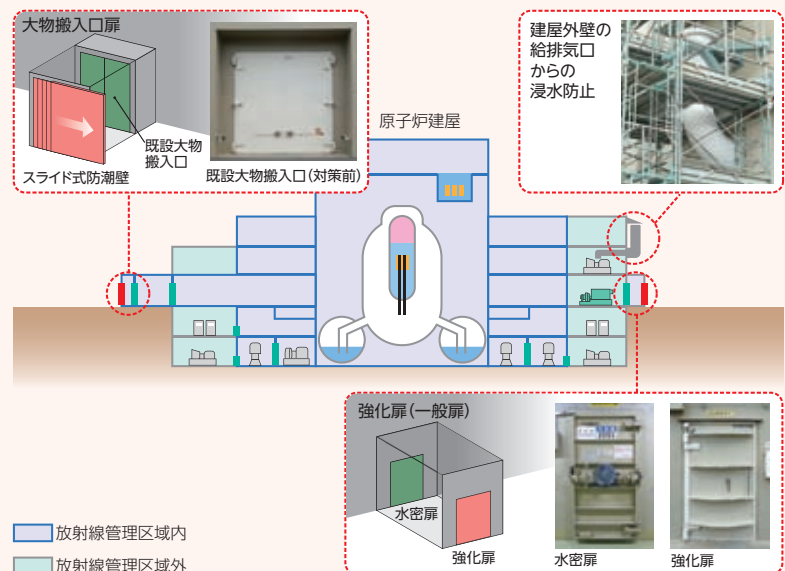 大物搬入口扉
既設大物
搬入口
スライド式防潮壁
既設大物搬入口(対策前)
建屋外壁の
給排気口
からの
浸水防止
原子炉建屋
強化扉(一般扉)
水密扉
強化扉
水密扉
強化扉
放射線管理区域内
放射線管理区域外